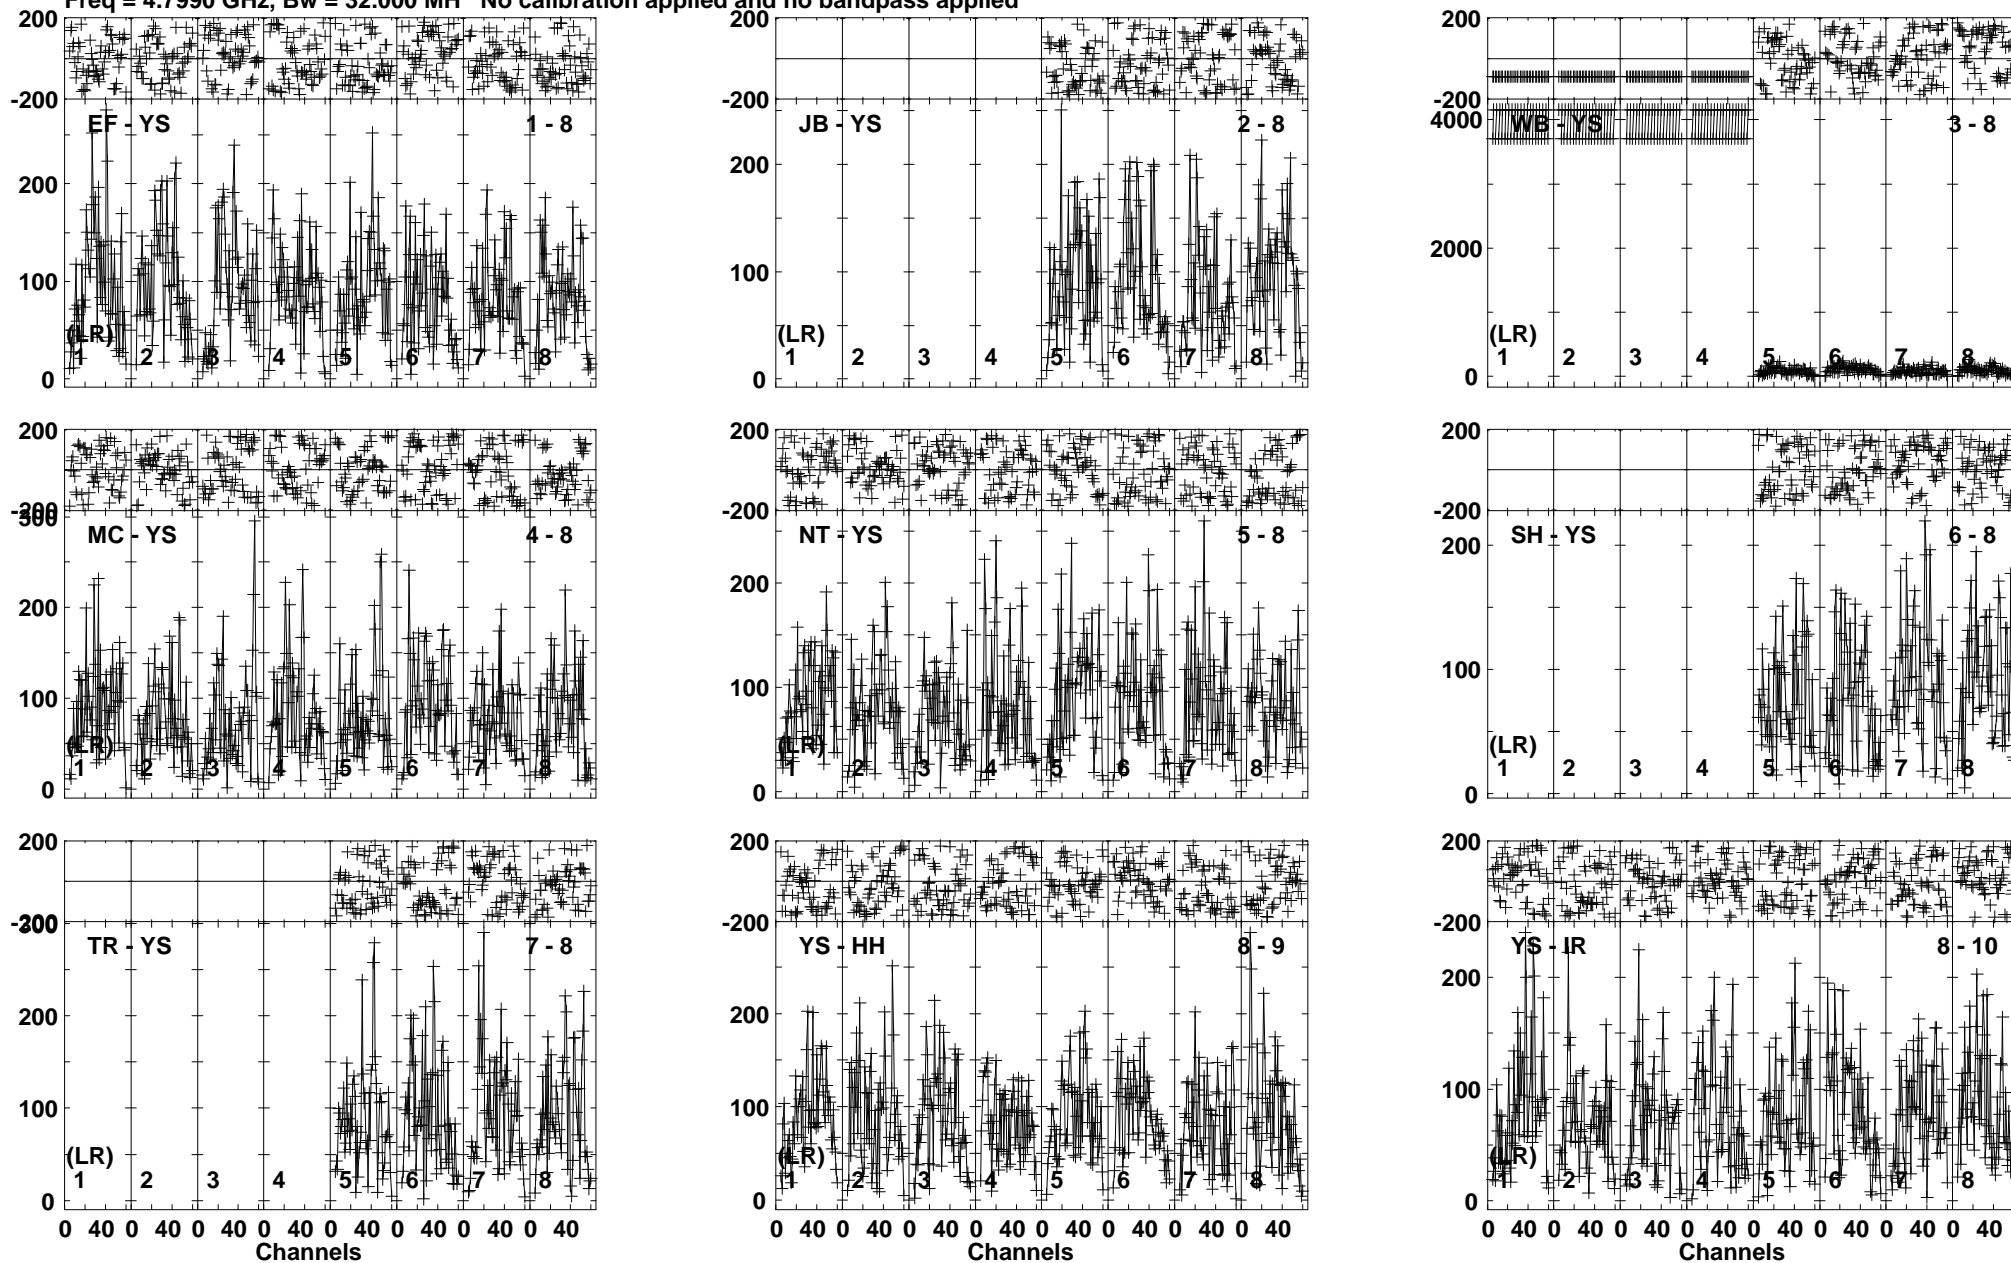 Freq = 4.7990 GHz, Bw = 32.000 MH No calibration applied and no bandpass applied
200
-200
EF - YS 1 - 8
200
100
(LR)
0
1 2 3 4 5 6 7 8
200
-200
JB - YS 2 - 8
200
100
(LR)
0
1 2 3 4 5 6 7 8
200
-200
4000
WB - YS 3 - 8
2000
(LR)
0
1 2 3 4 5 6 7 8
200
-200
300
MC - YS 4 - 8
200
100
(LR)
0
1 2 3 4 5 6 7 8
200
-200
NT - YS 5 - 8
200
100
(LR)
0
1 2 3 4 5 6 7 8
200
-200
SH - YS 6 - 8
200
100
(LR)
0
1 2 3 4 5 6 7 8
200
-200
300
TR - YS 7 - 8
200
100
(LR)
0
1 2 3 4 5 6 7 8
0 40 0 40 0 40 0 40 0 40 0 40 0 40 0 40
Channels
200
-200
YS - HH 8 - 9
200
100
(LR)
0
1 2 3 4 5 6 7 8
0 40 0 40 0 40 0 40 0 40 0 40 0 40 0 40
Channels
200
-200
YS - IR 8 - 10
200
100
(LR)
0
1 2 3 4 5 6 7 8
0 40 0 40 0 40 0 40 0 40 0 40 0 40 0 40
Channels